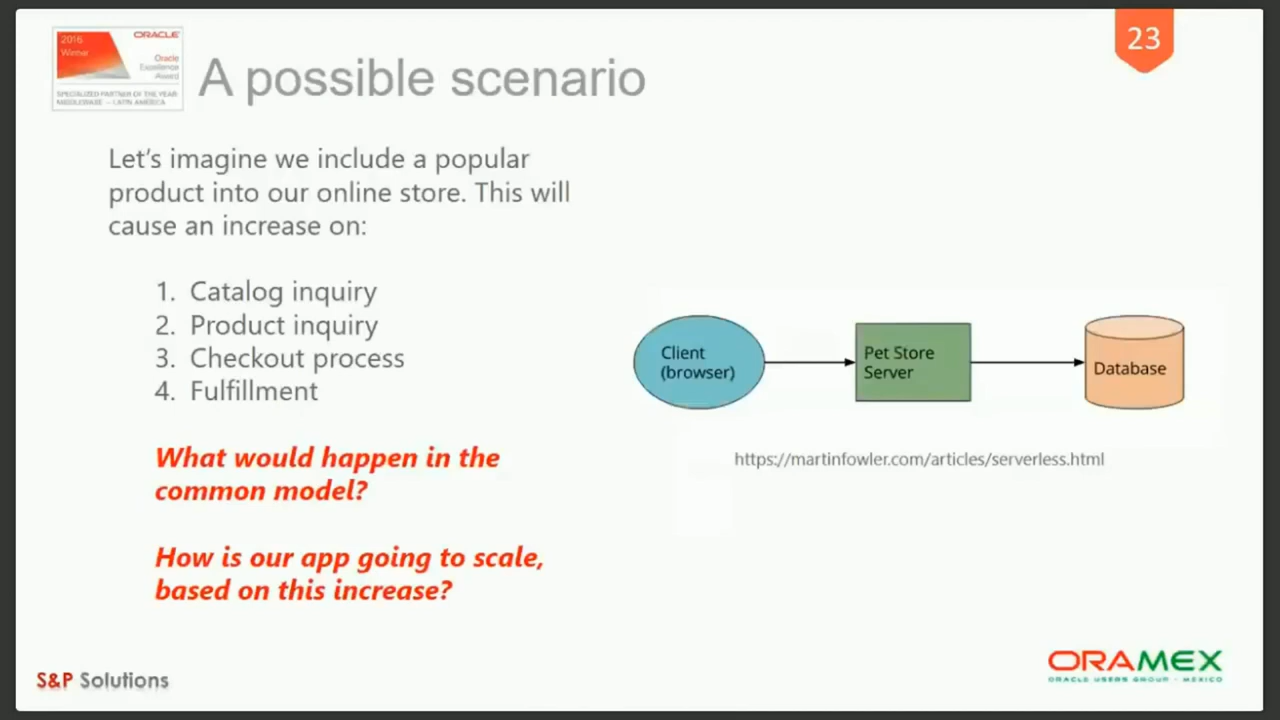 2016
Winner
ORACLE
Oracle
Excellence
Award
SPECIALIZED PARTNER OF THE YEAR
MIDDLEWARE – LATIN AMERICA
A possible scenario
23
Let's imagine we include a popular
product into our online store. This will
cause an increase on:
1. Catalog inquiry
2. Product inquiry
3. Checkout process
4. Fulfillment
What would happen in the
common model?
How is our app going to scale,
based on this increase?
Client
(browser)
Pet Store
Server
Database
https://martinfowler.com/articles/serverless.html
S&P Solutions
ORAMEX
ORACLE USERS GROUP - MEXICO